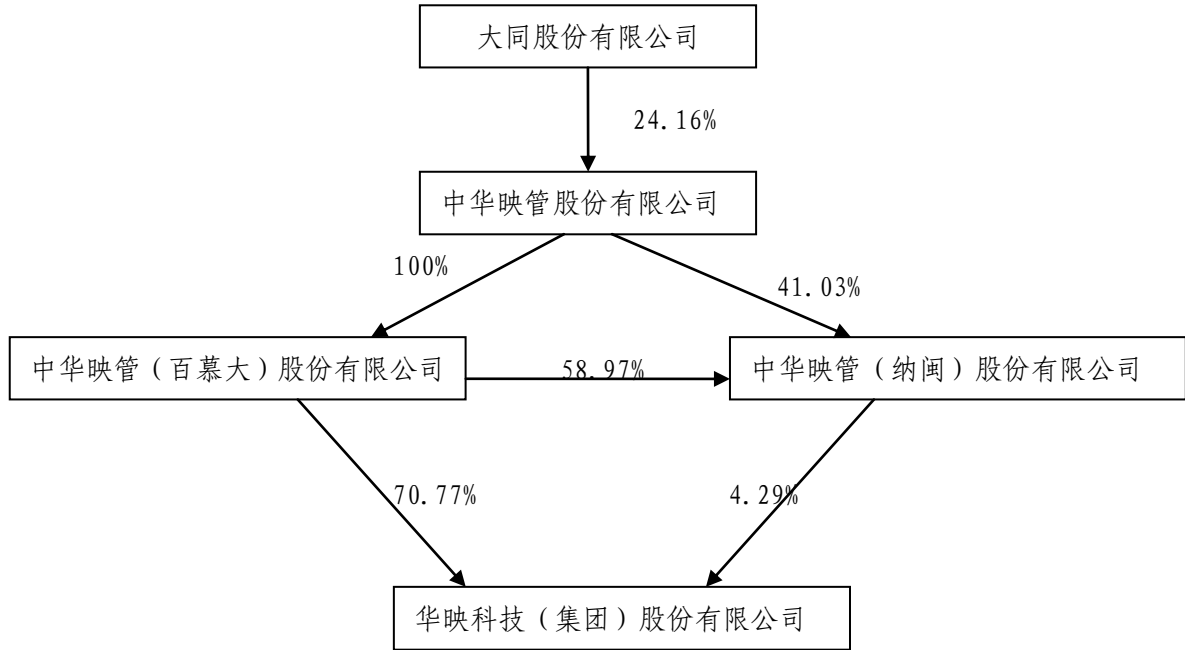 大同股份有限公司
24.16%
中华映管股份有限公司
100%
41.03%
中华映管（百慕大）股份有限公司
58.97%
中华映管（纳闽）股份有限公司
70.77%
4.29%
华映科技（集团）股份有限公司